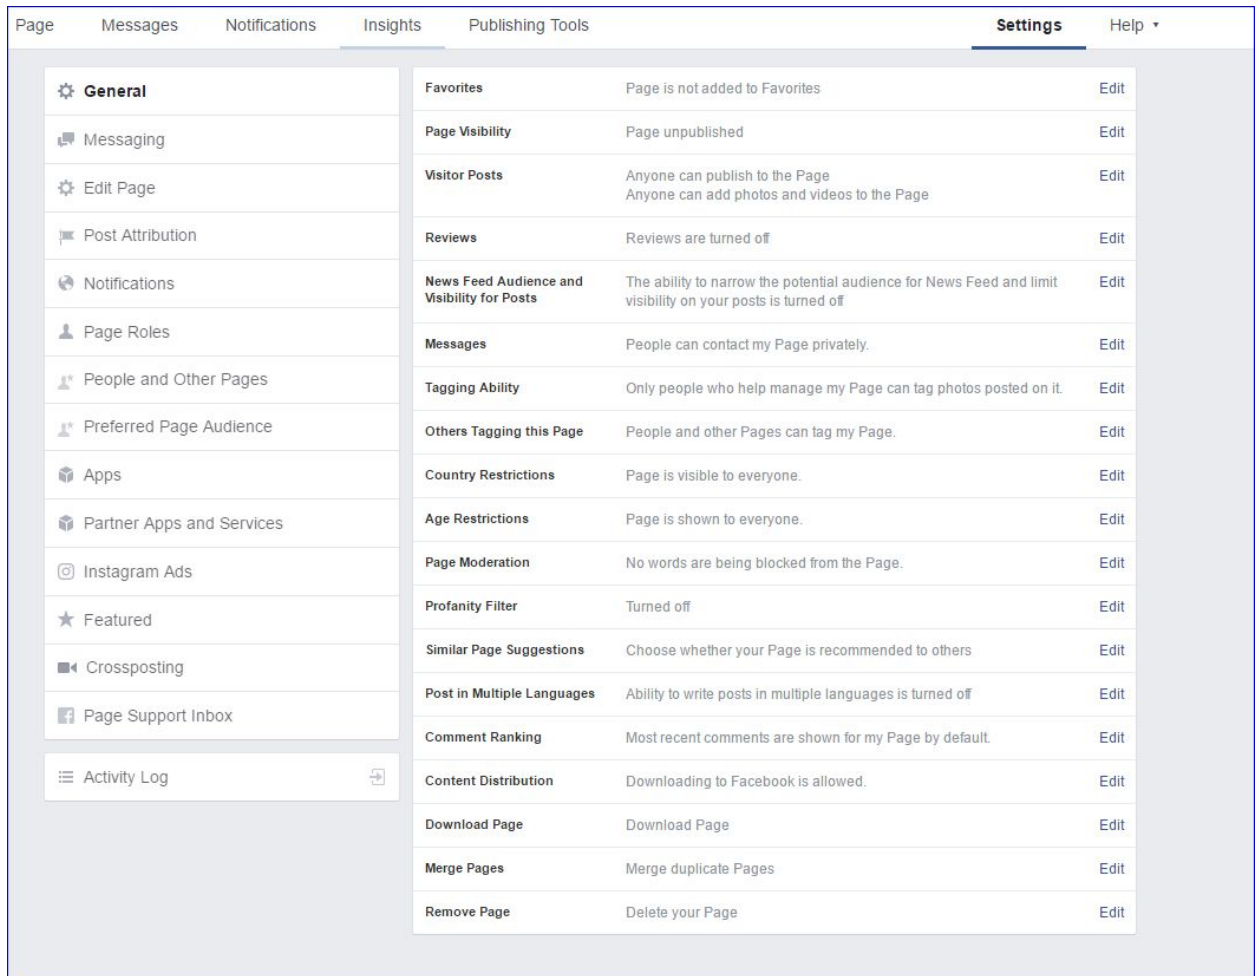 Page Messages Notifications Insights Publishing Tools Settings Help
General
Messaging
Edit Page
Post Attribution
Notifications
Page Roles
People and Other Pages
Preferred Page Audience
Apps
Partner Apps and Services
Instagram Ads
Featured
Crossposting
Page Support Inbox
Activity Log
Favorites Page is not added to Favorites Edit
Page Visibility Page unpublished Edit
Visitor Posts Anyone can publish to the Page Edit
Anyone can add photos and videos to the Page
Reviews Reviews are turned off Edit
News Feed Audience and The ability to narrow the potential audience for News Feed and limit Edit
Visibility for Posts visibility on your posts is turned off
Messages People can contact my Page privately. Edit
Tagging Ability Only people who help manage my Page can tag photos posted on it. Edit
Others Tagging this Page People and other Pages can tag my Page. Edit
Country Restrictions Page is visible to everyone. Edit
Age Restrictions Page is shown to everyone. Edit
Page Moderation No words are being blocked from the Page. Edit
Profanity Filter Turned off Edit
Similar Page Suggestions Choose whether your Page is recommended to others Edit
Post in Multiple Languages Ability to write posts in multiple languages is turned off Edit
Comment Ranking Most recent comments are shown for my Page by default. Edit
Content Distribution Downloading to Facebook is allowed. Edit
Download Page Download Page Edit
Merge Pages Merge duplicate Pages Edit
Remove Page Delete your Page Edit